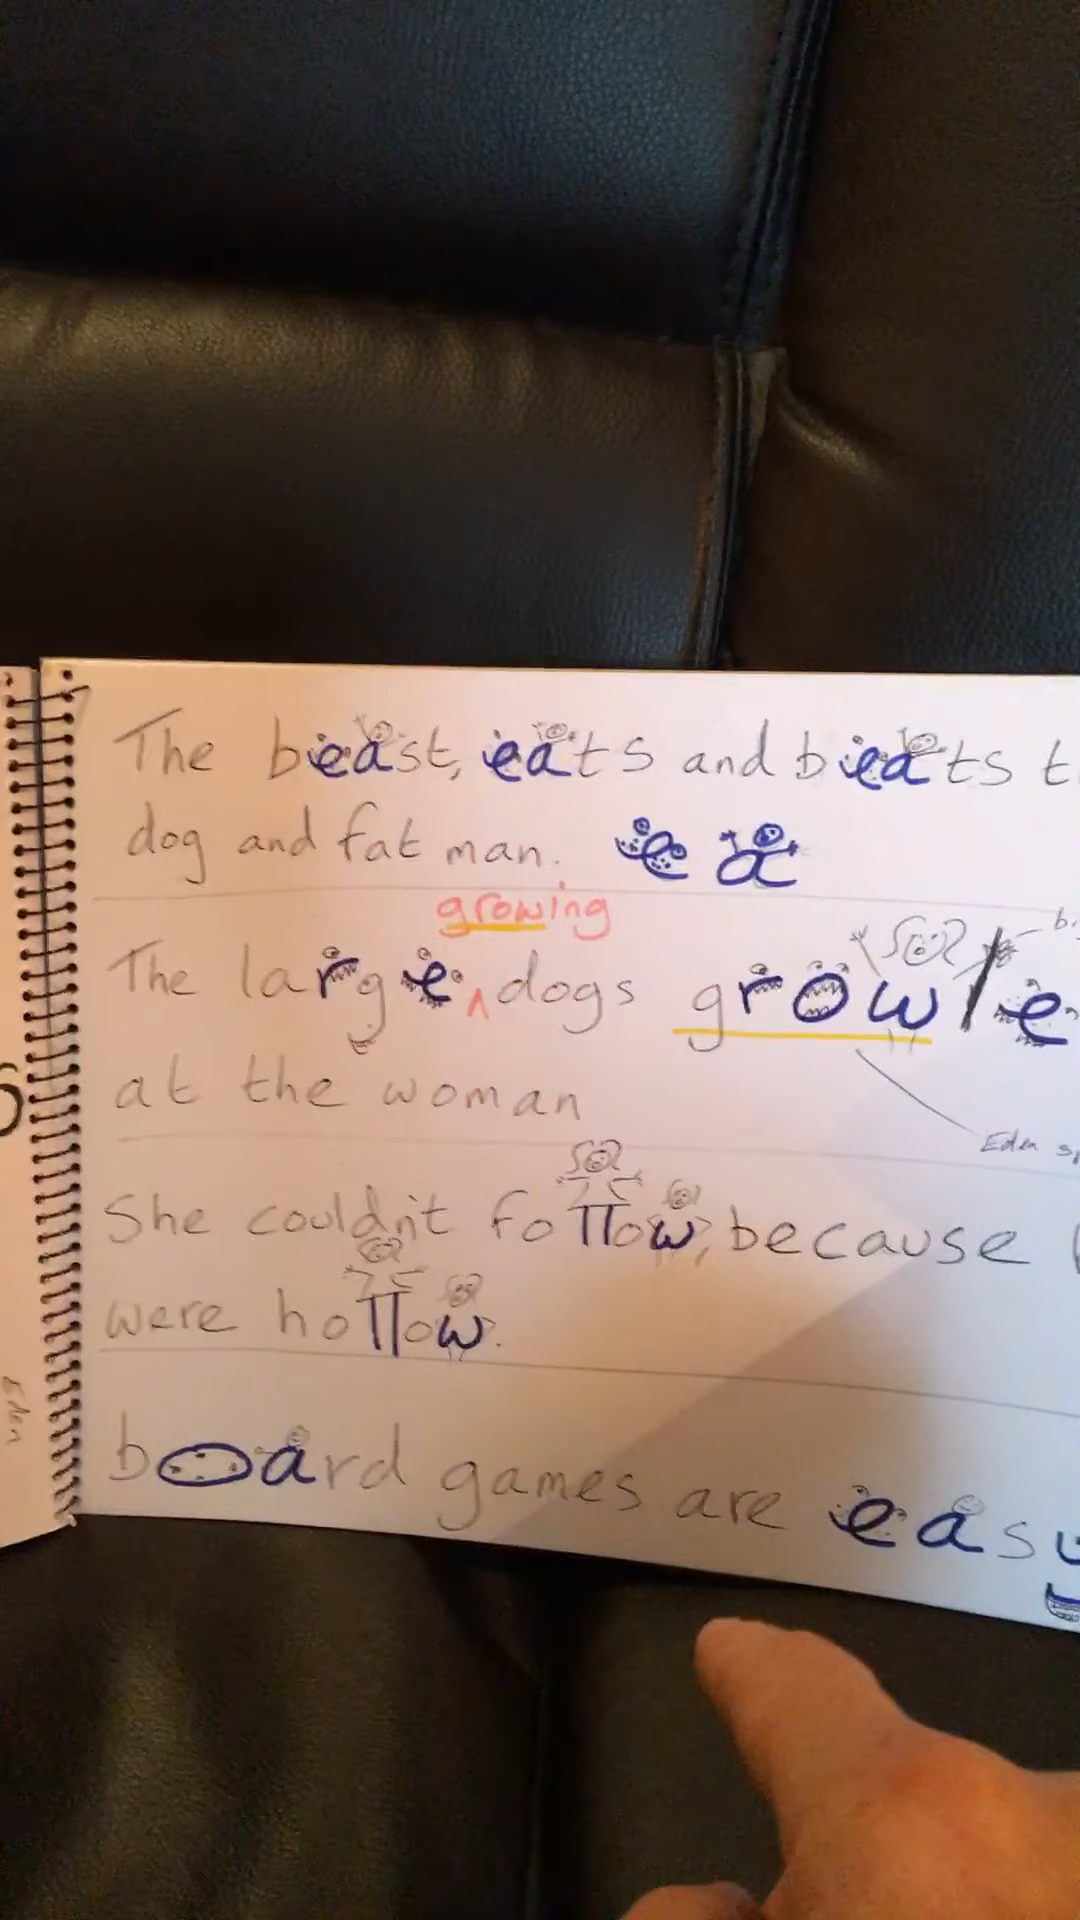 The beast, eats and beats t
dog and fat man. e a
growing
The large ^ dogs growle
at the woman
Eden
She couldn't follow, because
were hollow.
board games are eas
Eden